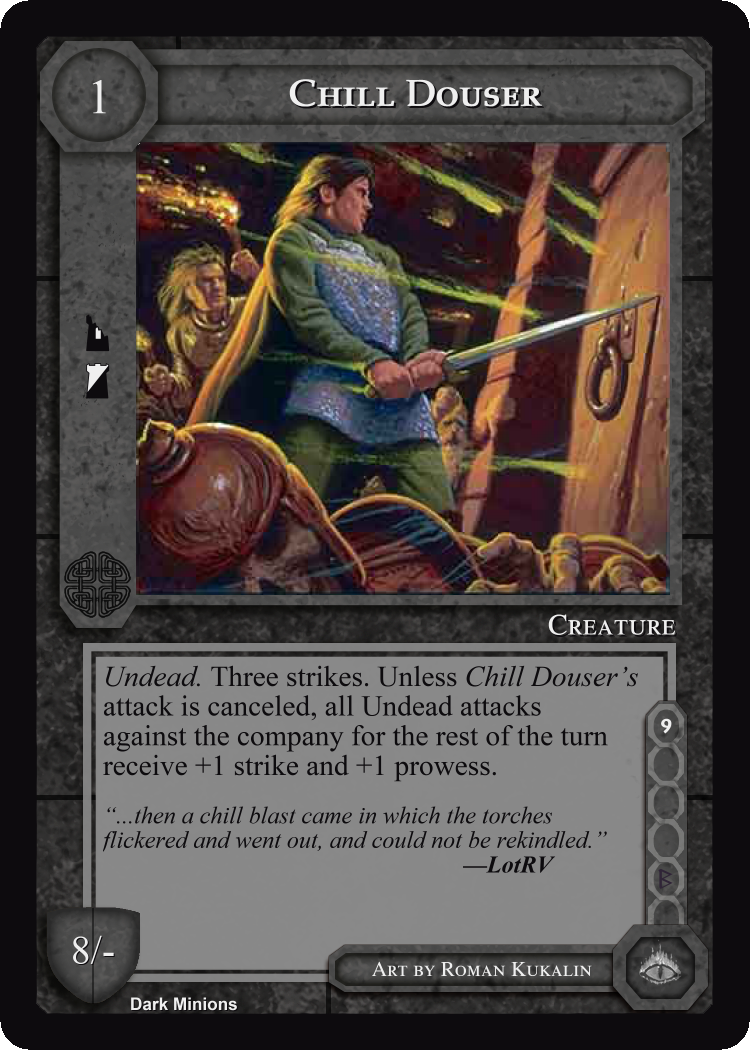 1
CHILL DOUSER
CREATURE
Undead. Three strikes. Unless Chill Douser's
attack is canceled, all Undead attacks
against the company for the rest of the turn
receive +1 strike and +1 prowess.
9
"...then a chill blast came in which the torches
flickered and went out, and could not be rekindled."
—LotRV
B
8/-
ART BY ROMAN KUKALIN
Dark Minions